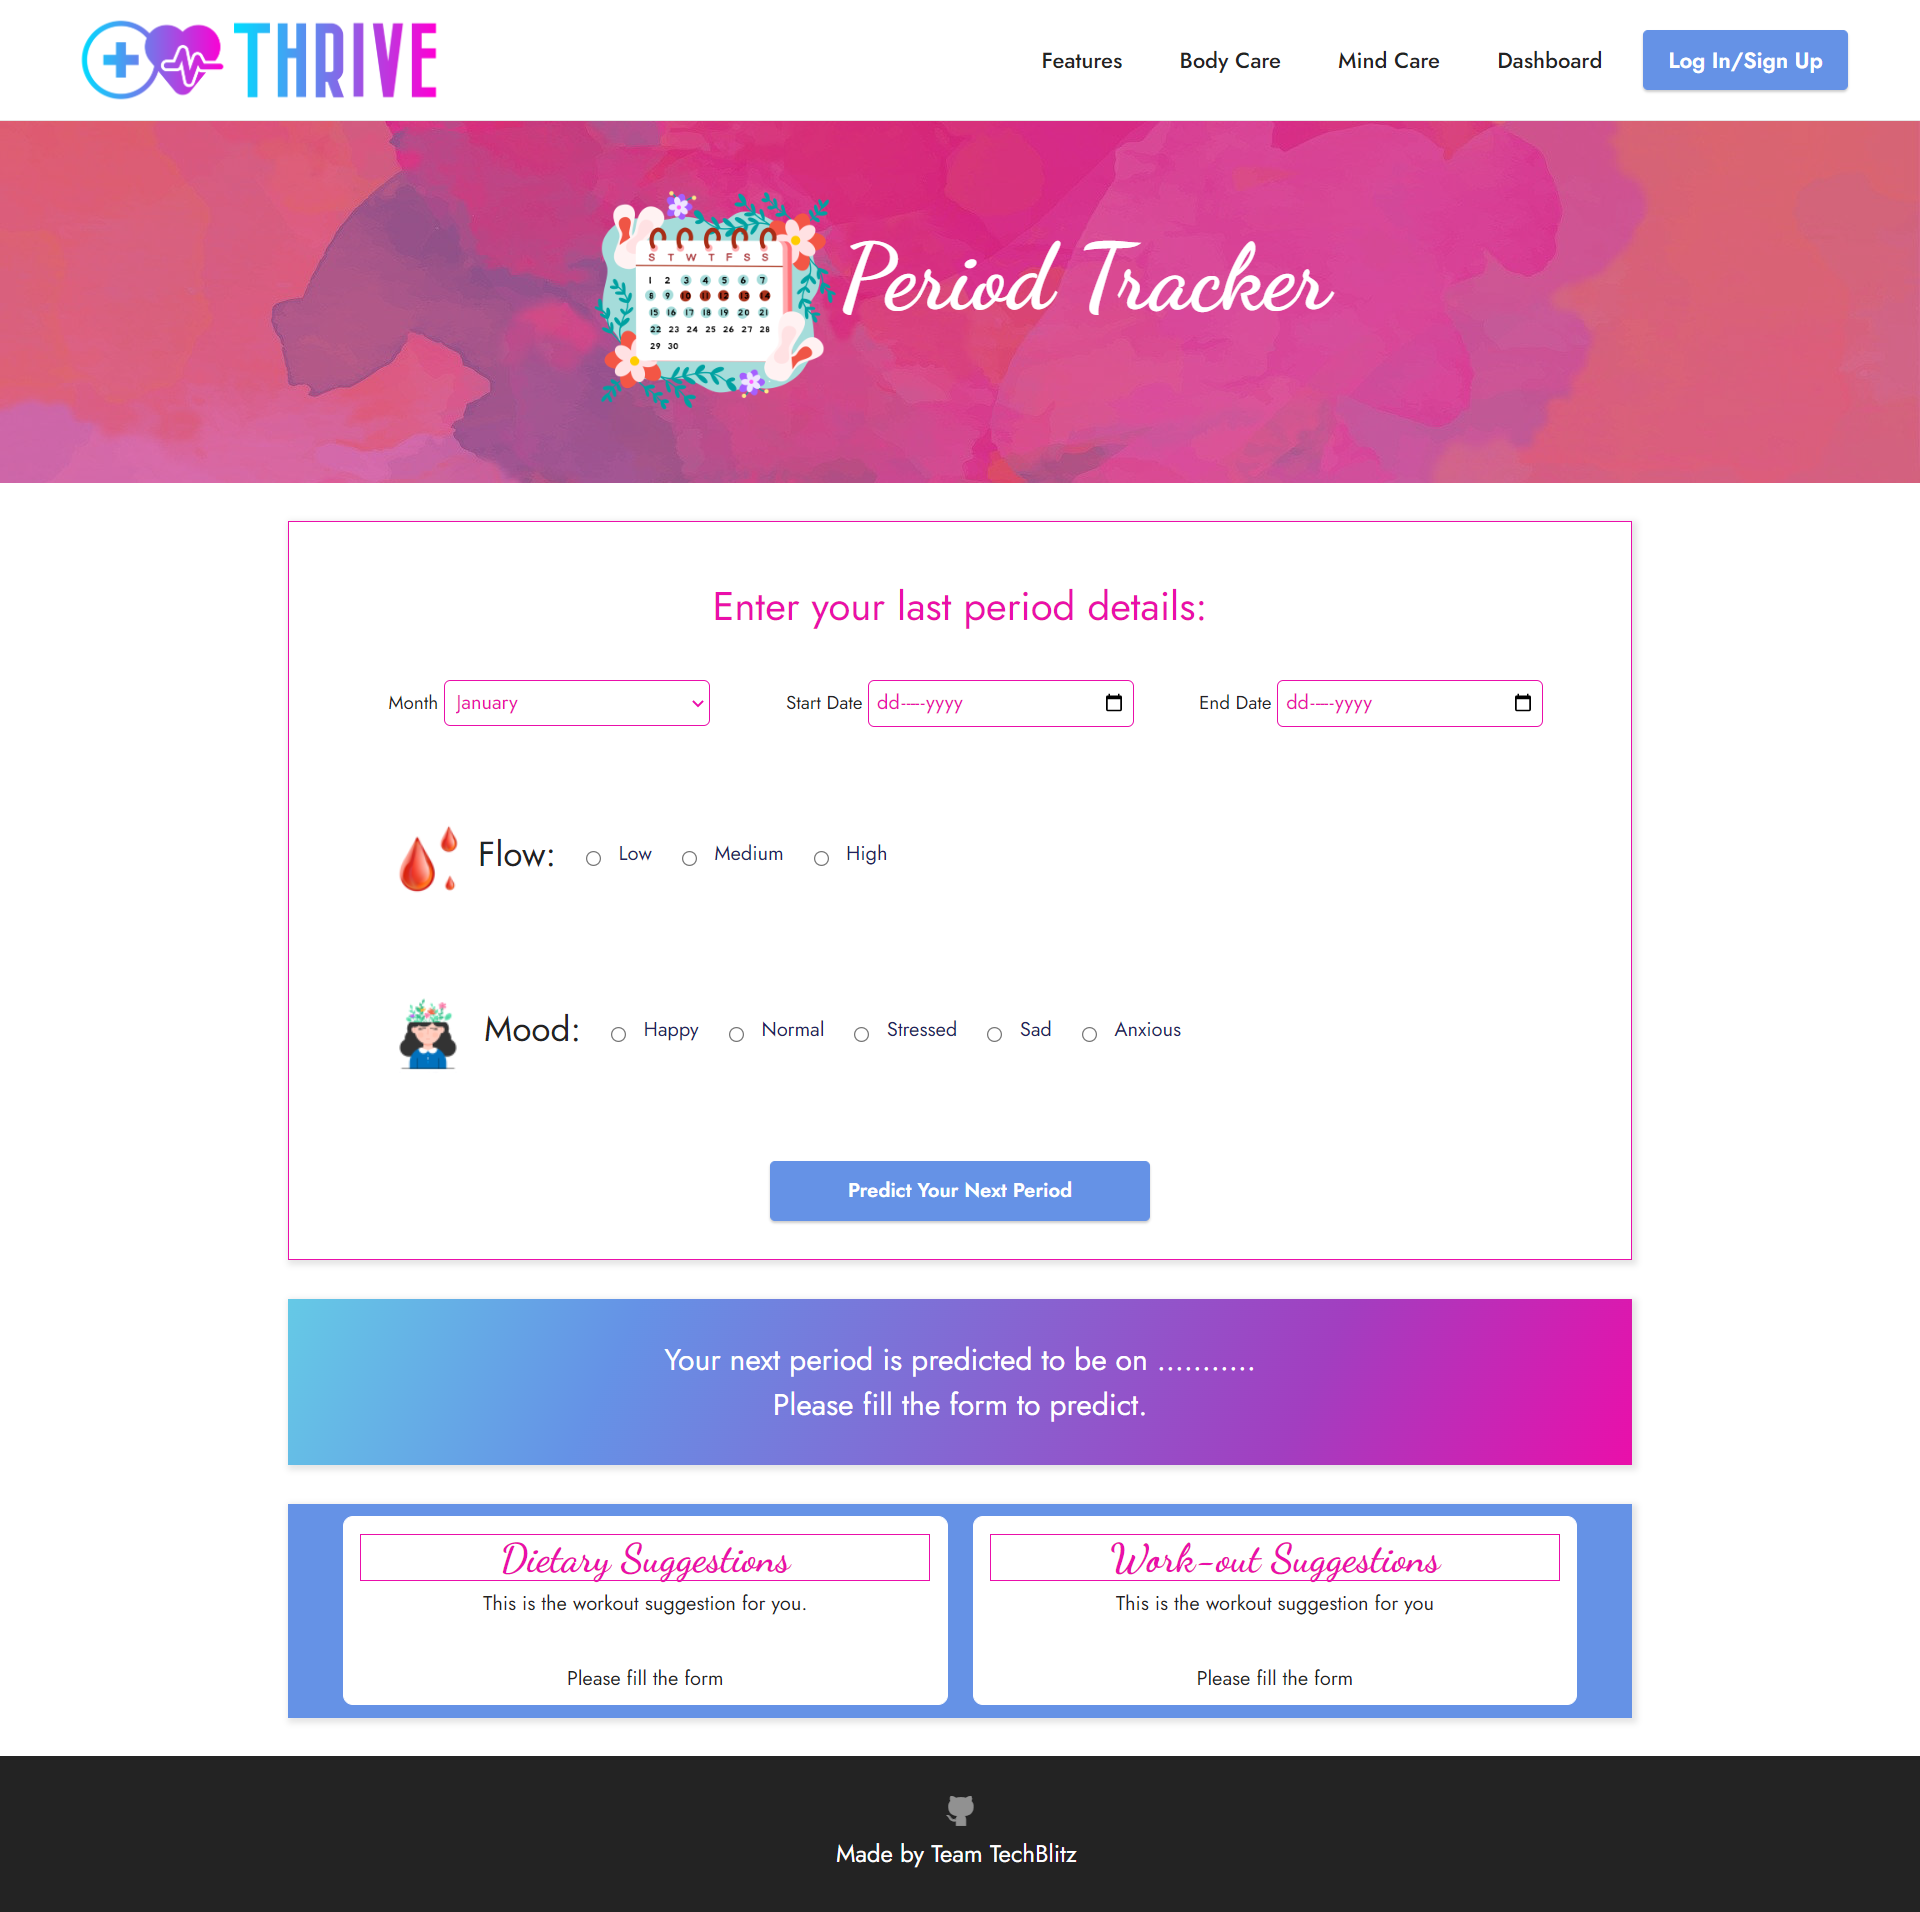 THRIVE
Features Body Care Mind Care Dashboard Log In/Sign Up
S T W T F S S
1 2 3 4 5 6 7
8 9 10 11 12 13 14
15 16 17 18 19 20 21
22 23 24 25 26 27 28
29 30
Period Tracker
Enter your last period details:
Month January Start Date dd-----yyyy End Date dd-----yyyy
Flow: Low Medium High
Mood: Happy Normal Stressed Sad Anxious
Predict Your Next Period
Your next period is predicted to be on ...........
Please fill the form to predict.
Dietary Suggestions
This is the workout suggestion for you.
Please fill the form
Work-out Suggestions
This is the workout suggestion for you
Please fill the form
Made by Team TechBlitz